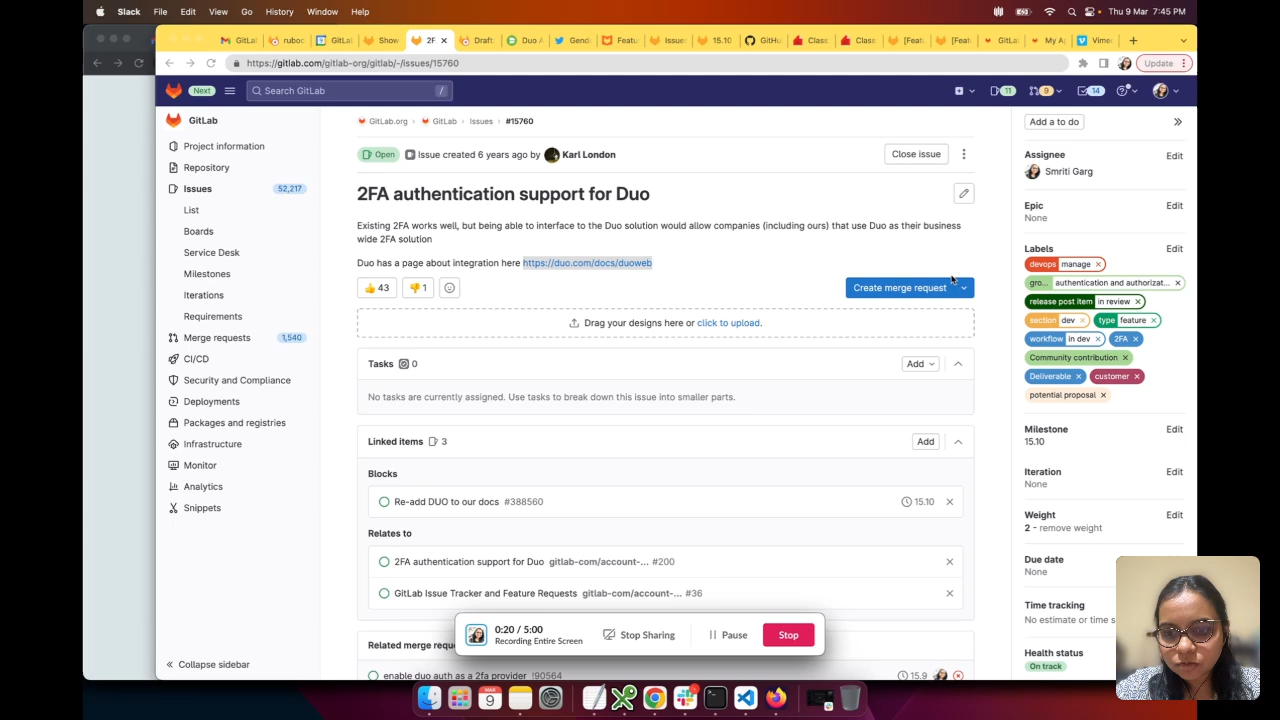 Slack File Edit View Go History Window Help Thu 9 Mar 7:45 PM
GitLa ruboc GitLa Show 2F Draft: Duo A Gend Featu Issues 15.10 GitHu Class Class [Feat [Feat GitLa My Ap Vimeo
https://gitlab.com/gitlab-org/gitlab/-/issues/15760 Update
Next Search GitLab / 11 9 14
GitLab
Project information
Repository
Issues 52,217
List
Boards
Service Desk
Milestones
Iterations
Requirements
Merge requests 1,540
CI/CD
Security and Compliance
Deployments
Packages and registries
Infrastructure
Monitor
Analytics
Snippets
Collapse sidebar
GitLab.org › GitLab › Issues › #15760
Open Issue created 6 years ago by Karl London Close issue
2FA authentication support for Duo
Existing 2FA works well, but being able to interface to the Duo solution would allow companies (including ours) that use Duo as their business
wide 2FA solution
Duo has a page about integration here https://duo.com/docs/duoweb
43 1 Create merge request
Drag your designs here or click to upload.
Tasks 0 Add
No tasks are currently assigned. Use tasks to break down this issue into smaller parts.
Linked items 3 Add
Blocks
Re-add DUO to our docs #388560 15.10
Relates to
2FA authentication support for Duo gitlab-com/account-... #200
GitLab Issue Tracker and Feature Requests gitlab-com/account-... #36
Related merge reque
enable duo auth as a 2fa provider !90564 15.9
0:20 / 5:00
Recording Entire Screen
Stop Sharing
Pause
Stop
Add a to do
Assignee Edit
Smriti Garg
Epic Edit
None
Labels Edit
devops manage
gro... authentication and authorizat...
release post item in review
section dev type feature
workflow in dev 2FA
Community contribution
Deliverable customer
potential proposal
Milestone Edit
15.10
Iteration Edit
None
Weight Edit
2 - remove weight
Due date
None
Time tracking
No estimate or time s
Health status
On track